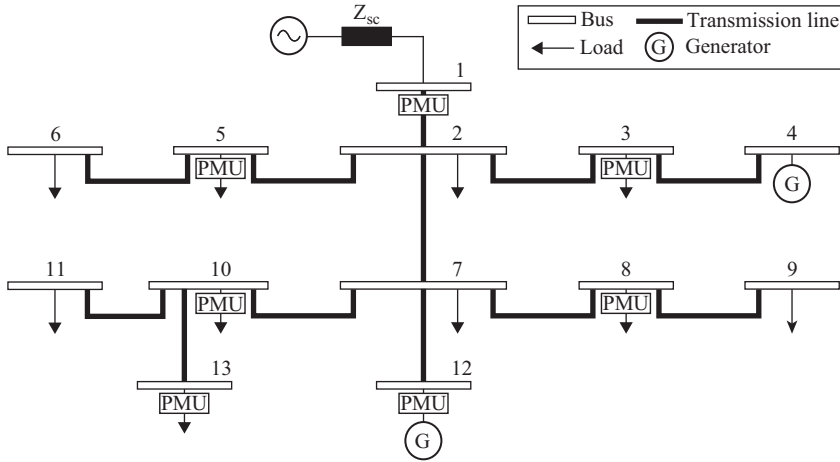 Zsc
Bus
Transmission line
Load
G
Generator
1
PMU
6
5
2
3
4
PMU
PMU
G
11
10
7
8
9
PMU
PMU
13
12
PMU
PMU
G